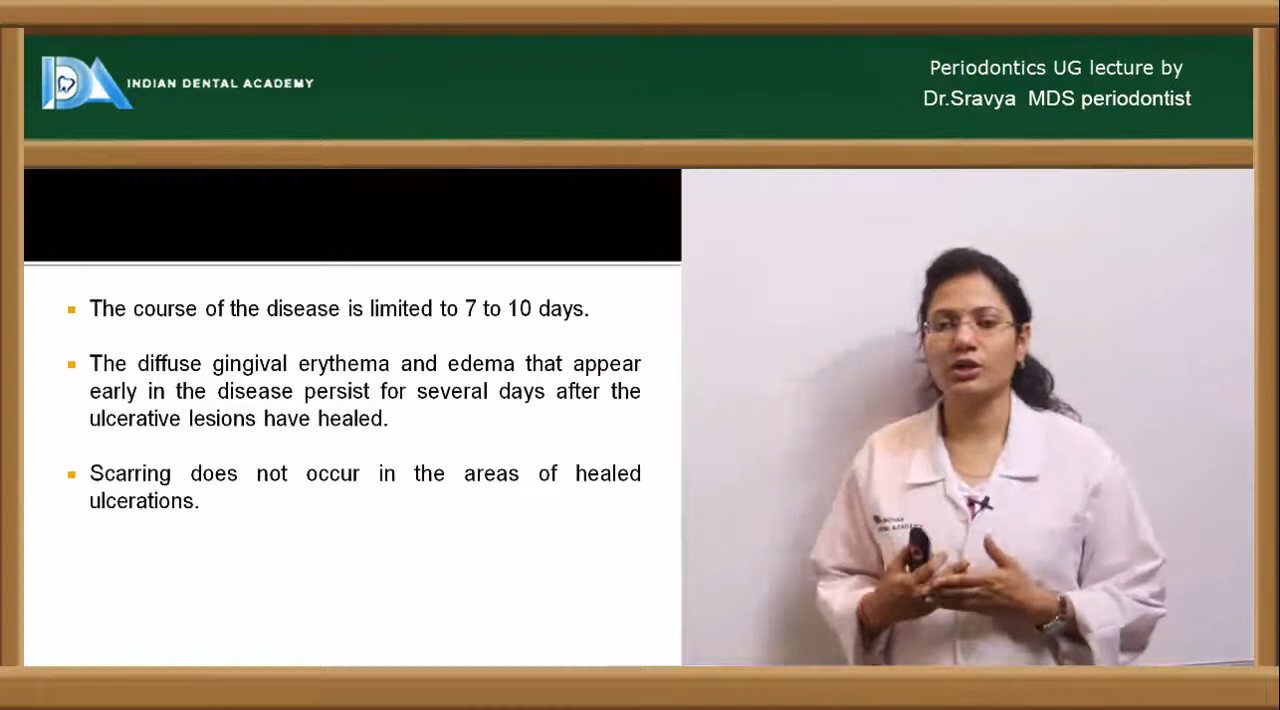 INDIAN DENTAL ACADEMY
Periodontics UG lecture by
Dr.Sravya MDS periodontist
▪ The course of the disease is limited to 7 to 10 days.
▪ The diffuse gingival erythema and edema that appear
early in the disease persist for several days after the
ulcerative lesions have healed.
▪ Scarring does not occur in the areas of healed
ulcerations.